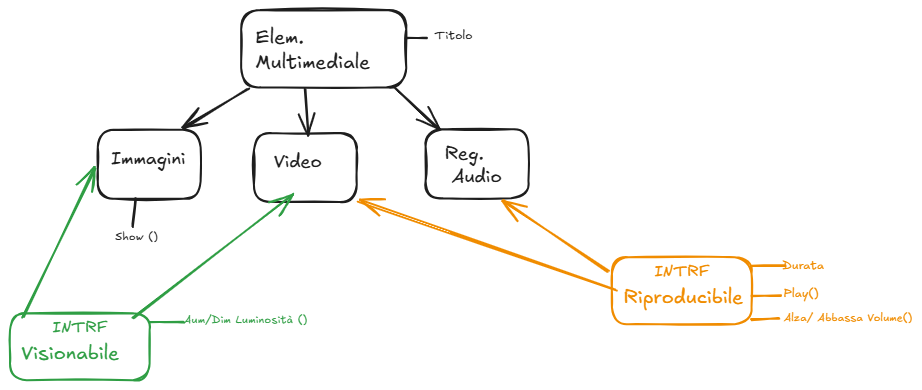 Elem.
Multimediale
Titolo
Immagini
Video
Reg.
Audio
Show ()
INTRF
Visionabile
Aum/Dim Luminosità ()
INTRF
Riproducibile
Durata
Play()
Alza/ Abbassa Volume()